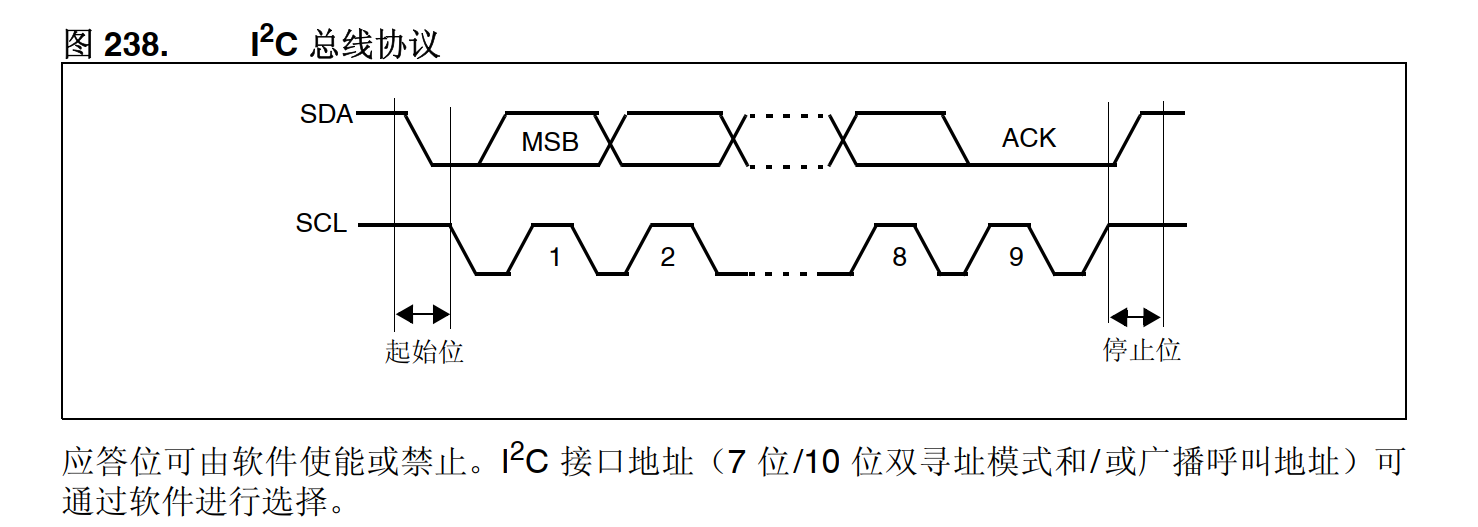 图 238. I²C 总线协议
SDA MSB ACK
SCL 1 2 8 9
起始位 停止位
应答位可由软件使能或禁止。I²C 接口地址（7 位/10 位双寻址模式和/或广播呼叫地址）可
通过软件进行选择。